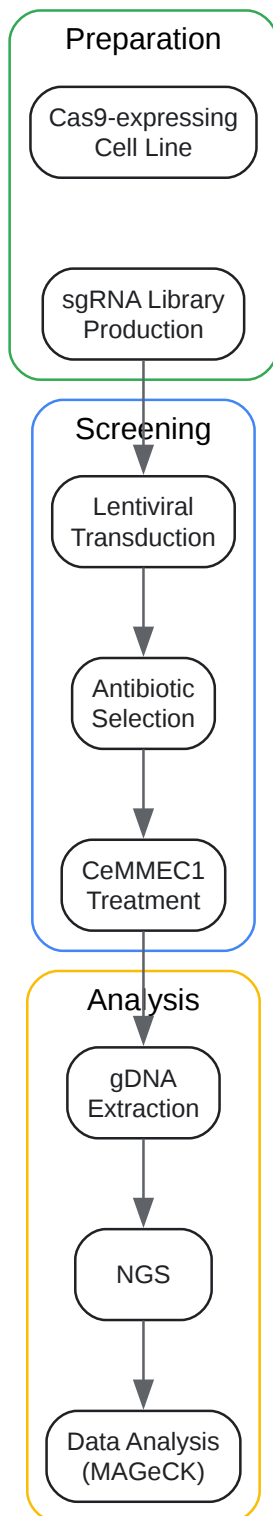 Preparation
Cas9-expressing
Cell Line
sgRNA Library
Production
Screening
Lentiviral
Transduction
Antibiotic
Selection
CeMMEC1
Treatment
Analysis
gDNA
Extraction
NGS
Data Analysis
(MAGeCK)